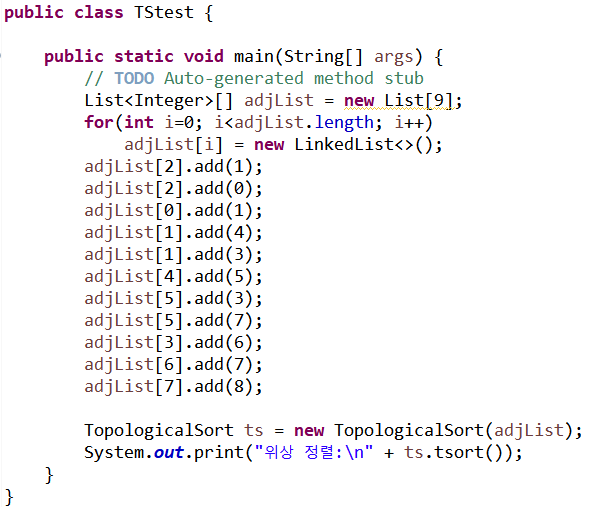 public class TStest {
public static void main(String[] args) {
// TODO Auto-generated method stub
List<Integer>[] adjList = new List[9];
for(int i=0; i<adjList.length; i++)
adjList[i] = new LinkedList<>();
adjList[2].add(1);
adjList[2].add(0);
adjList[0].add(1);
adjList[1].add(4);
adjList[1].add(3);
adjList[4].add(5);
adjList[5].add(3);
adjList[5].add(7);
adjList[3].add(6);
adjList[6].add(7);
adjList[7].add(8);
TopologicalSort ts = new TopologicalSort(adjList);
System.out.print("위상 정렬:\n" + ts.tsort());
}
}